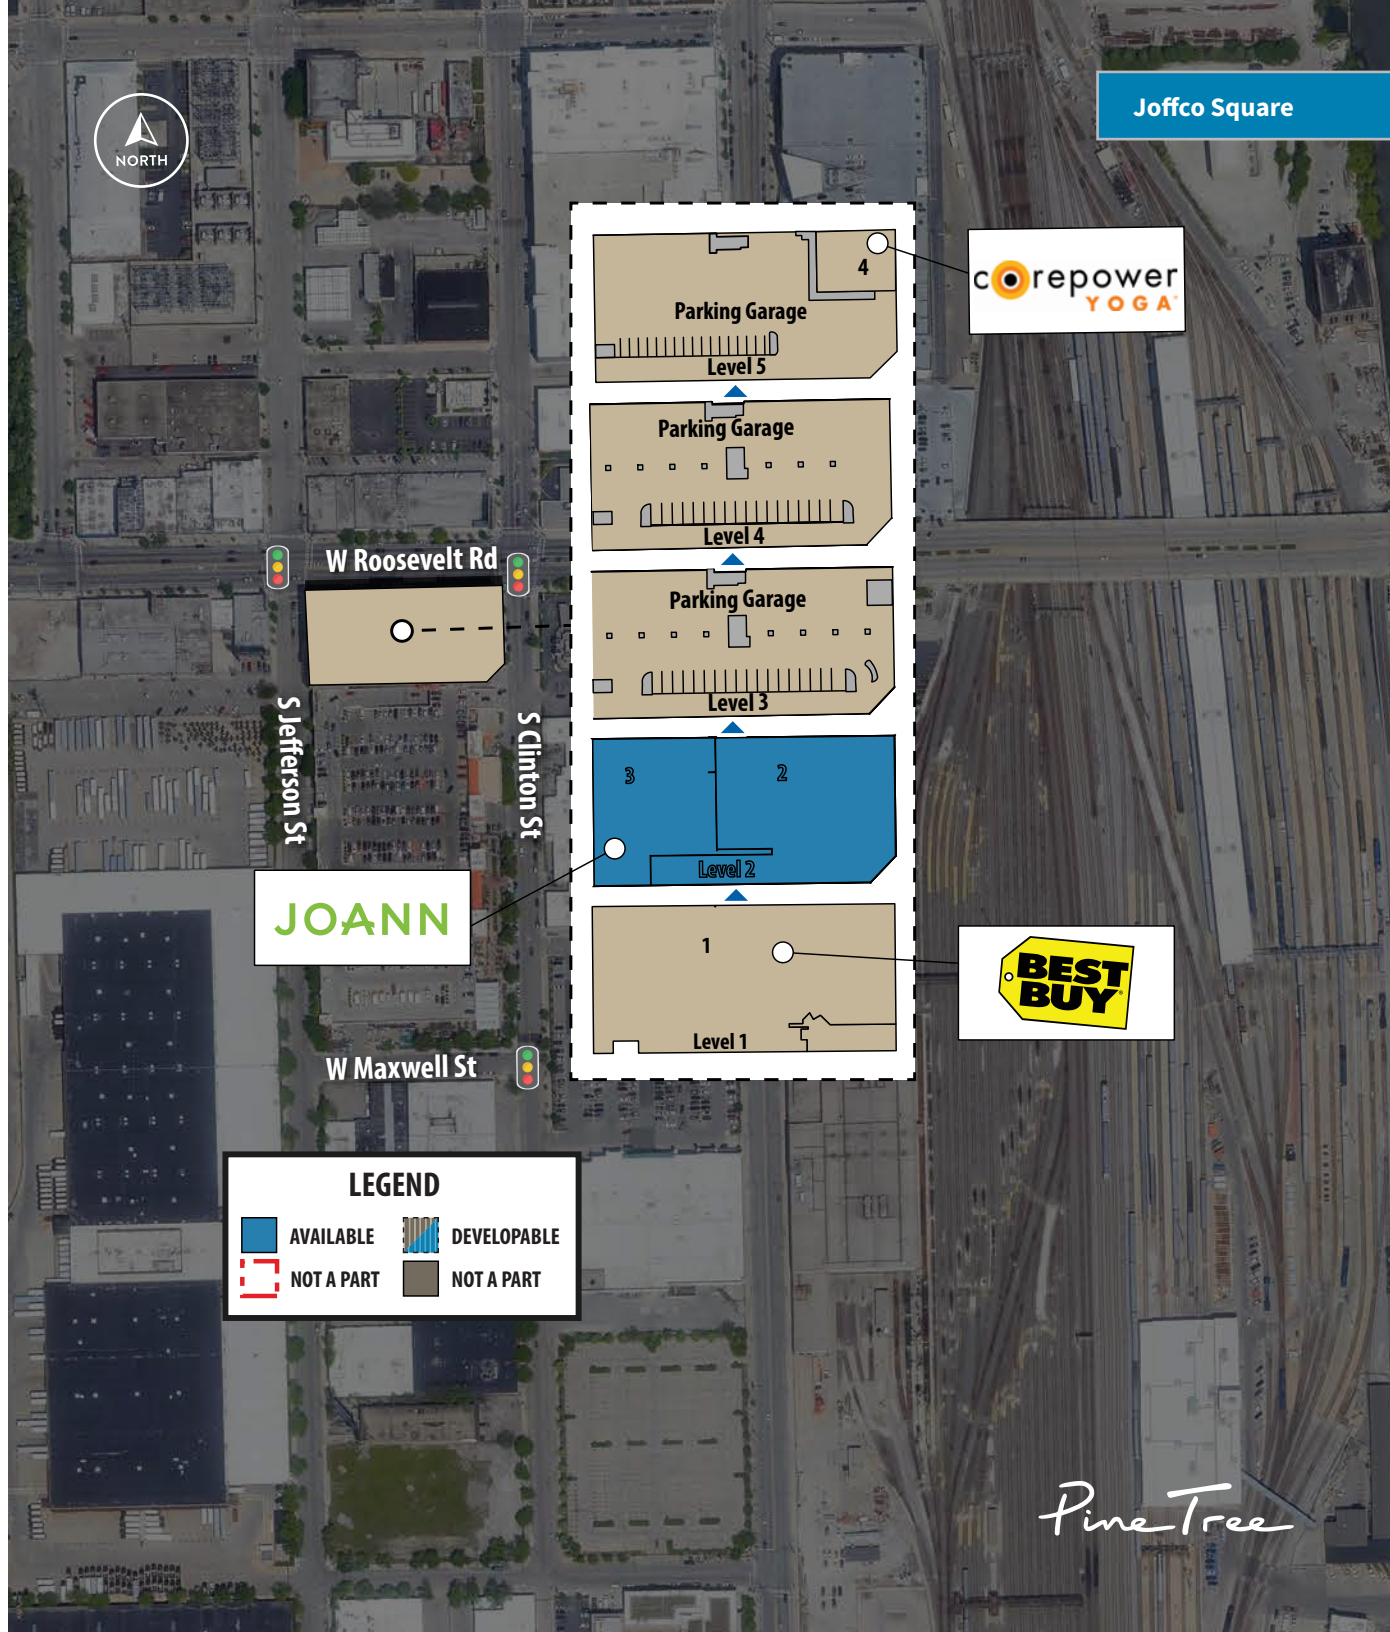 Joffco Square
NORTH
4
corepower
YOGA
Parking Garage
Level 5
Parking Garage
Level 4
W Roosevelt Rd
Parking Garage
Level 3
S Jefferson St
S Clinton St
3
2
Level 2
JOANN
1
BEST
BUY
Level 1
W Maxwell St
LEGEND
AVAILABLE
DEVELOPABLE
NOT A PART
NOT A PART
Pine Tree